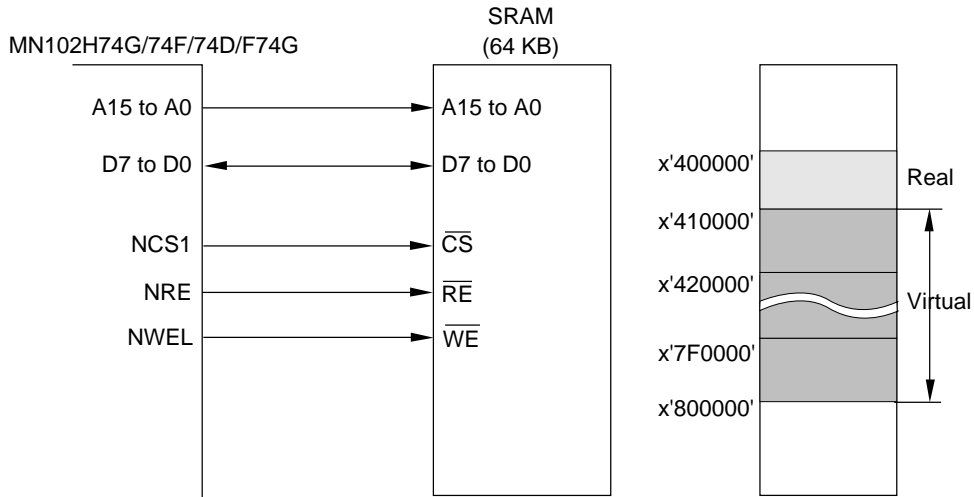 MN102H74G/74F/74D/F74G
SRAM
(64 KB)
A15 to A0
A15 to A0
D7 to D0
D7 to D0
NCS1
CS
NRE
RE
NWEL
WE
x'400000'
Real
x'410000'
x'420000'
Virtual
x'7F0000'
x'800000'